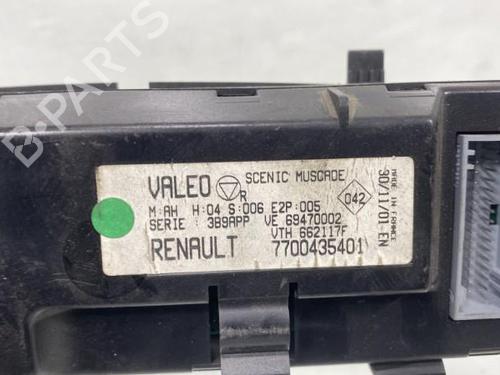 VALEO R SCENIC MUSCADE
M:AH H:04 S:006 E2P:005 042
SERIE : 3B9APP VE 69470002
VTH 662117F
RENAULT 7700435401
MADE IN FRANCE
30/11/01 EN
B-PARTS